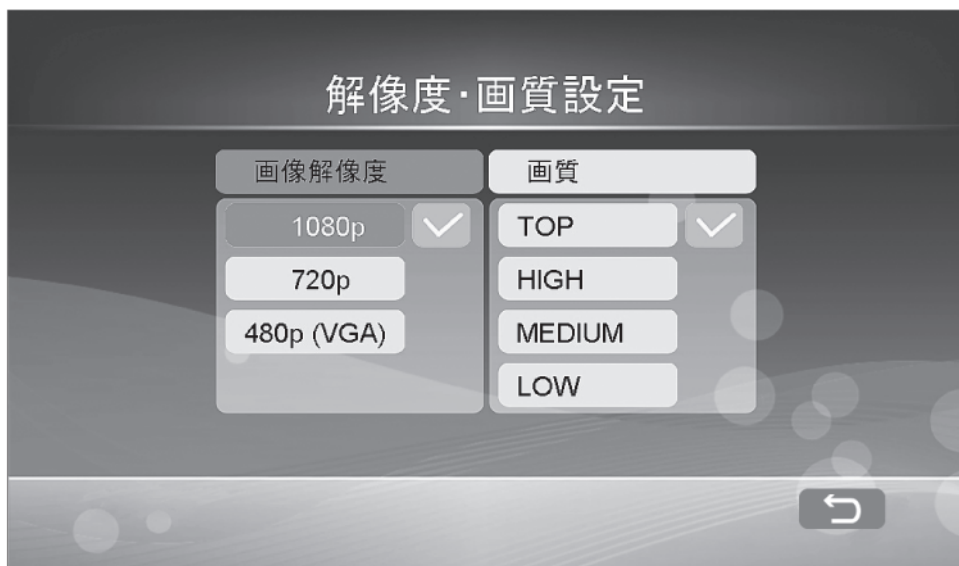 解像度・画質設定
画像解像度
1080p
720p
480p (VGA)
画質
TOP
HIGH
MEDIUM
LOW